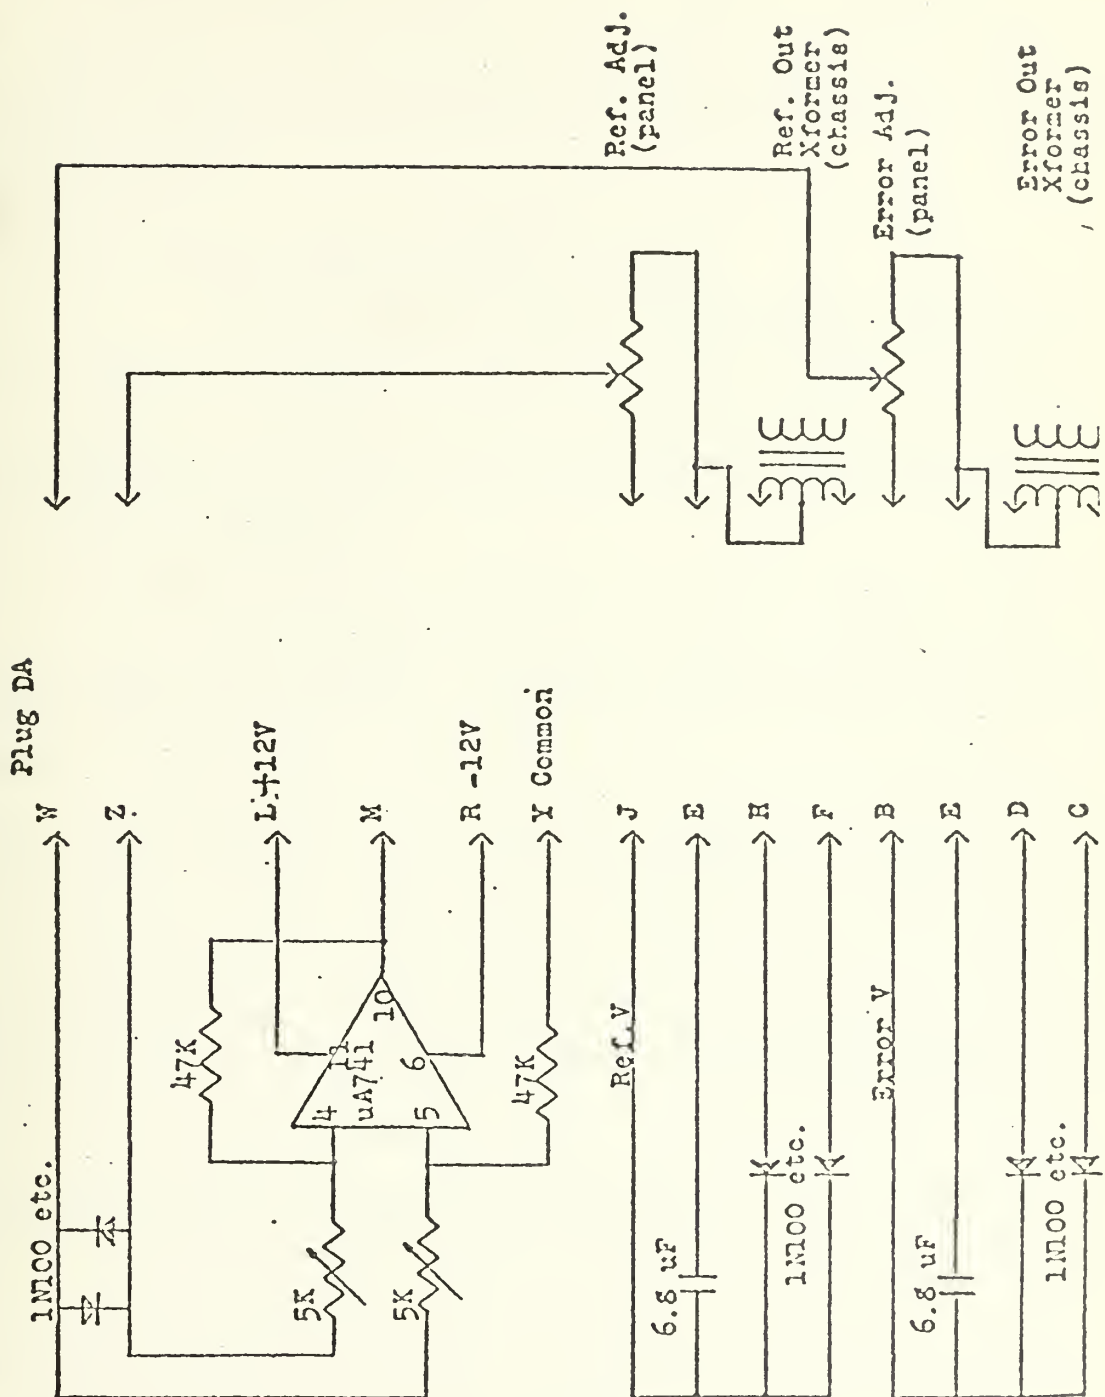 Plug DA
W
Z
L +12V
M
R -12V
Y Common
J
E
H
F
B
E
D
C
1N100 etc.
47K
4
11
uA741
10
5
6
5K
5K
47K
Ref. V
6.8 uF
1N100 etc.
Error V
6.8 uF
1N100 etc.
Ref. Adj.
(panel)
Ref. Out
Xformer
(chassis)
Error Adj.
(panel)
Error Out
Xformer
(chassis)